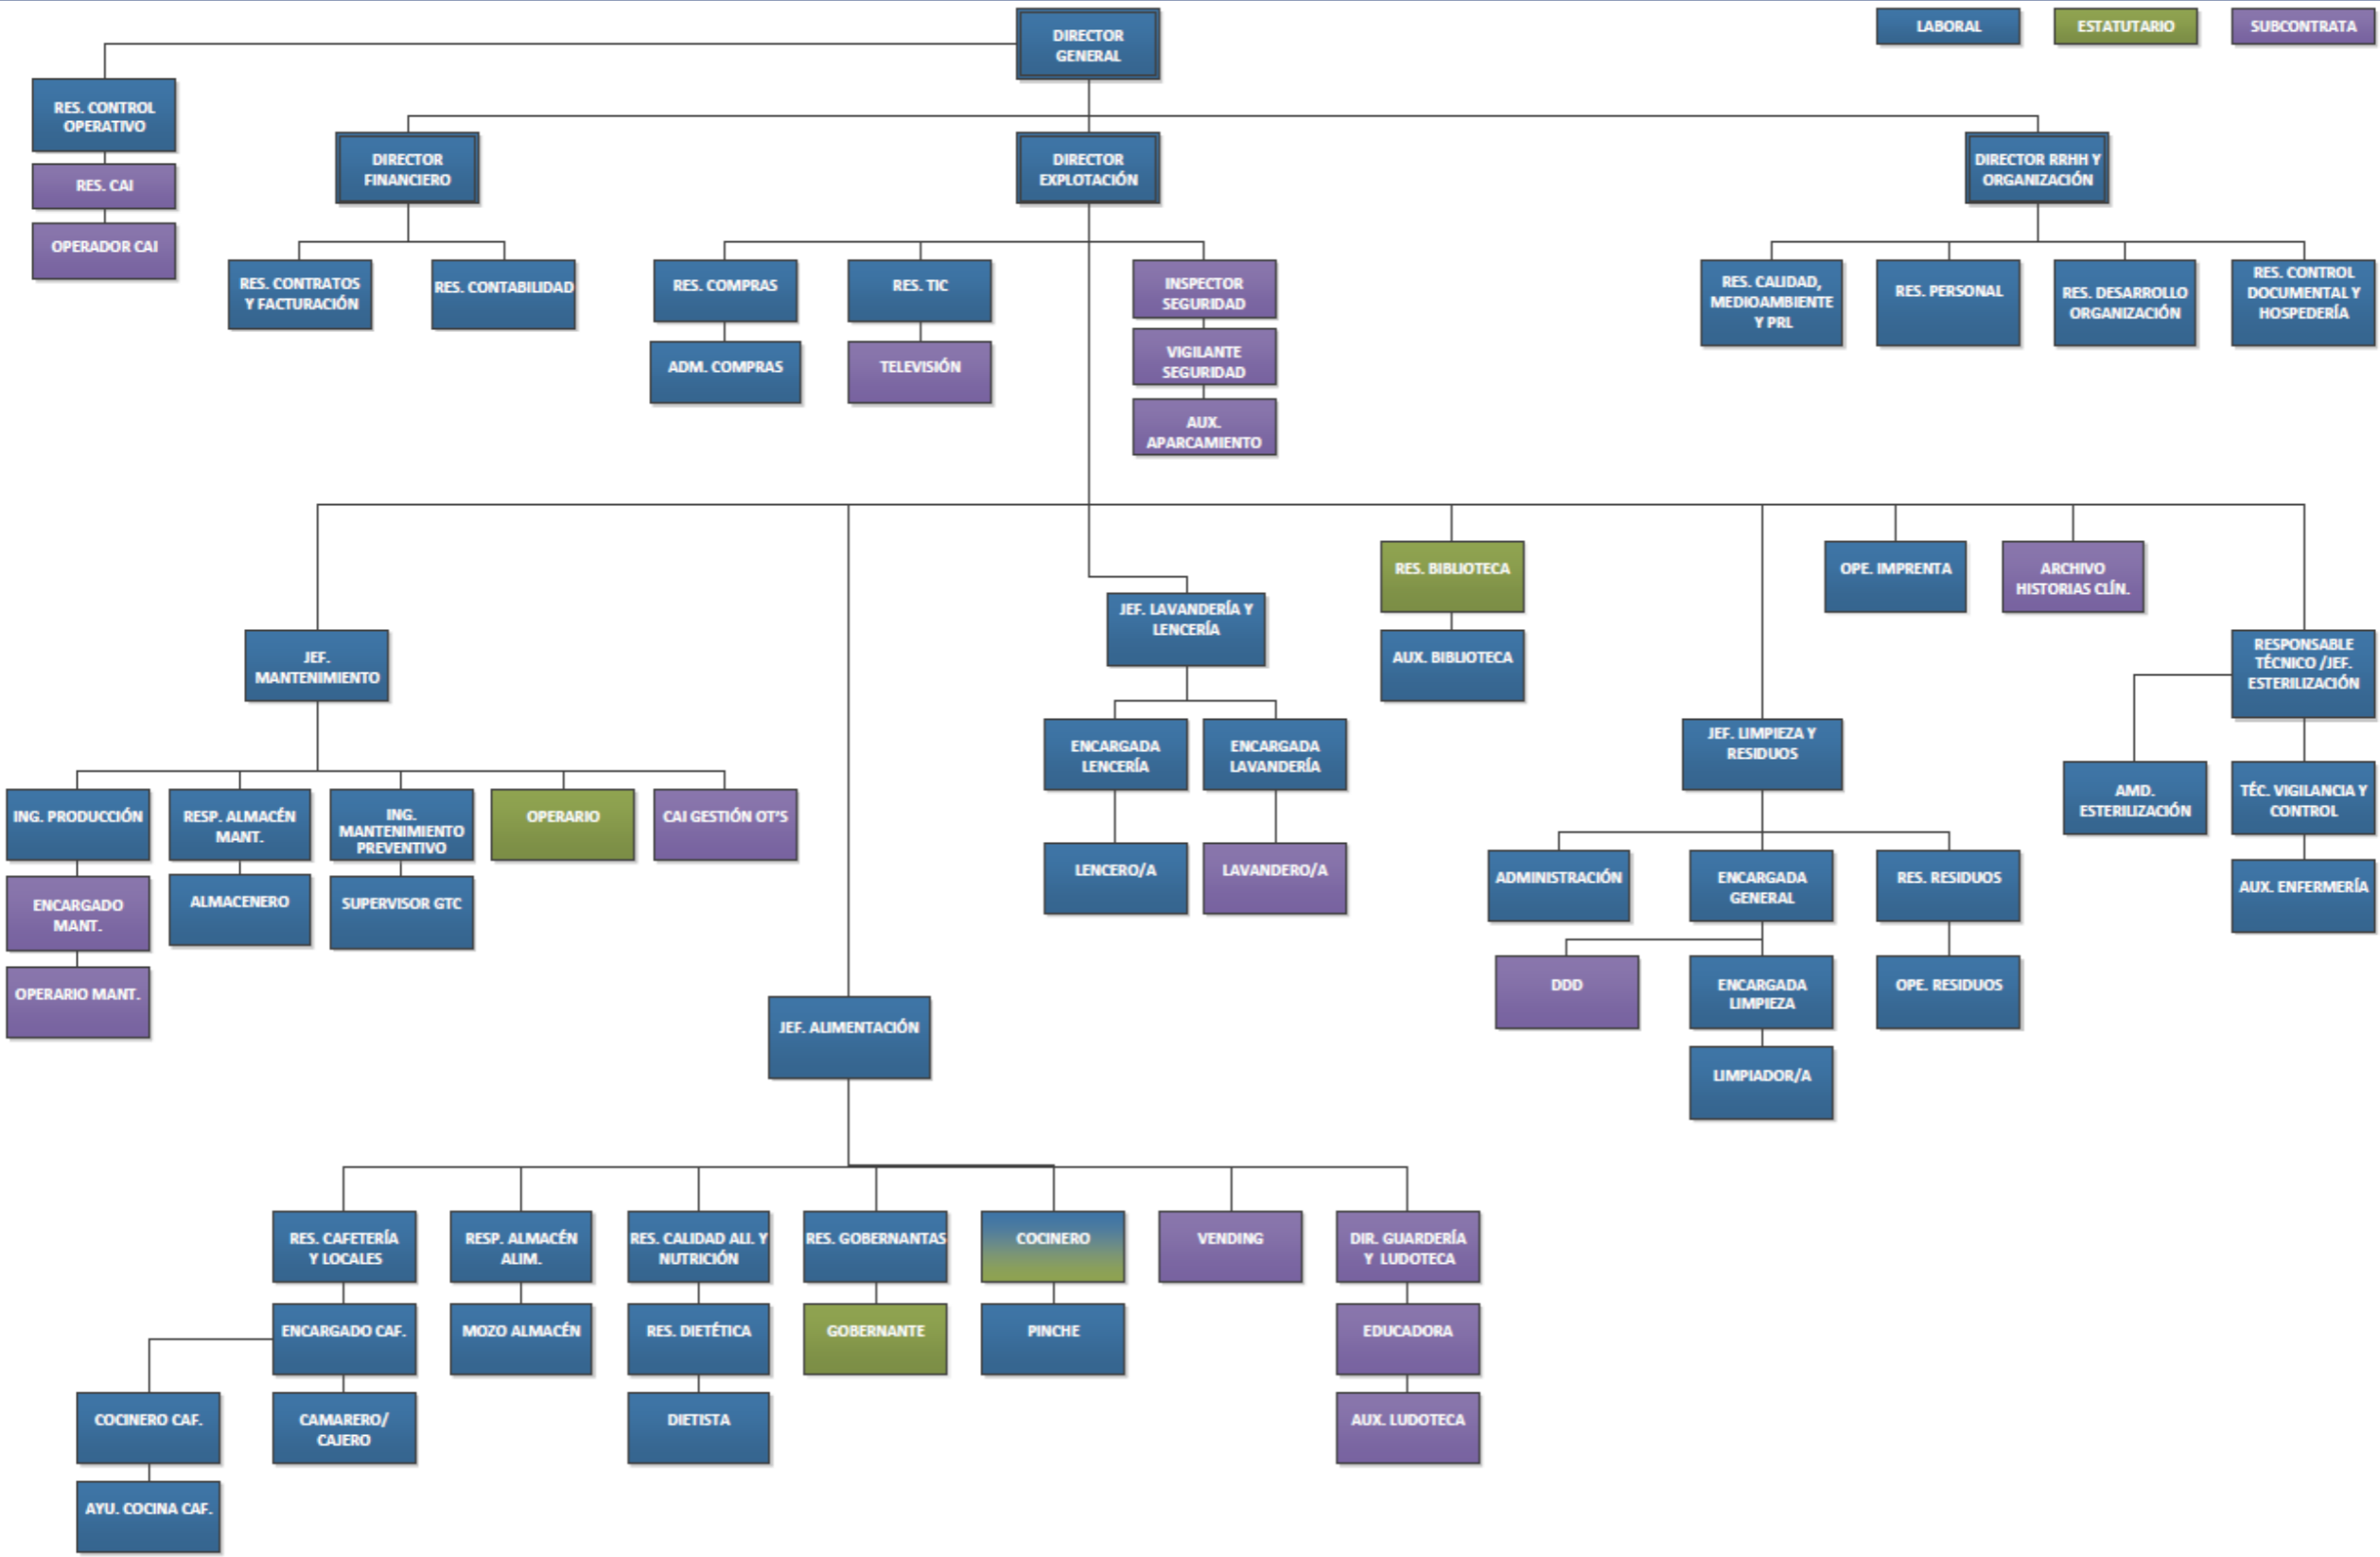 DIRECTOR
GENERAL
LABORAL
ESTATUTARIO
SUBCONTRATA
RES. CONTROL
OPERATIVO
RES. CAI
OPERADOR CAI
DIRECTOR
FINANCIERO
DIRECTOR
EXPLOTACIÓN
DIRECTOR RRHH Y
ORGANIZACIÓN
RES. CONTRATOS
Y FACTURACIÓN
RES. CONTABILIDAD
RES. COMPRAS
ADM. COMPRAS
RES. TIC
TELEVISIÓN
INSPECTOR
SEGURIDAD
VIGILANTE
SEGURIDAD
AUX.
APARCAMIENTO
RES. CALIDAD,
MEDIOAMBIENTE
Y PRL
RES. PERSONAL
RES. DESARROLLO
ORGANIZACIÓN
RES. CONTROL
DOCUMENTAL Y
HOSPEDERÍA
JEF.
MANTENIMIENTO
ING. PRODUCCIÓN
ENCARGADO
MANT.
OPERARIO MANT.
RESP. ALMACÉN
MANT.
ALMACENERO
ING.
MANTENIMIENTO
PREVENTIVO
SUPERVISOR GTC
OPERARIO
CAI GESTIÓN OT'S
JEF. LAVANDERÍA Y
LENCERÍA
ENCARGADA
LENCERÍA
LENCERO/A
ENCARGADA
LAVANDERÍA
LAVANDERO/A
RES. BIBLIOTECA
AUX. BIBLIOTECA
JEF. LIMPIEZA Y
RESIDUOS
ADMINISTRACIÓN
ENCARGADA
GENERAL
RES. RESIDUOS
DDD
ENCARGADA
LIMPIEZA
OPE. RESIDUOS
LIMPIADOR/A
OPE. IMPRENTA
ARCHIVO
HISTORIAS CLÍN.
RESPONSABLE
TÉCNICO /JEF.
ESTERILIZACIÓN
AMD.
ESTERILIZACIÓN
TÉC. VIGILANCIA Y
CONTROL
AUX. ENFERMERÍA
JEF. ALIMENTACIÓN
RES. CAFETERÍA
Y LOCALES
ENCARGADO CAF.
COCINERO CAF.
AYU. COCINA CAF.
CAMARERO/
CAJERO
RESP. ALMACÉN
ALIM.
MOZO ALMACÉN
RES. CALIDAD ALI. Y
NUTRICIÓN
RES. DIETÉTICA
DIETISTA
RES. GOBERNANTAS
GOBERNANTE
COCINERO
PINCHE
VENDING
DIR. GUARDERÍA
Y LUDOTECA
EDUCADORA
AUX. LUDOTECA